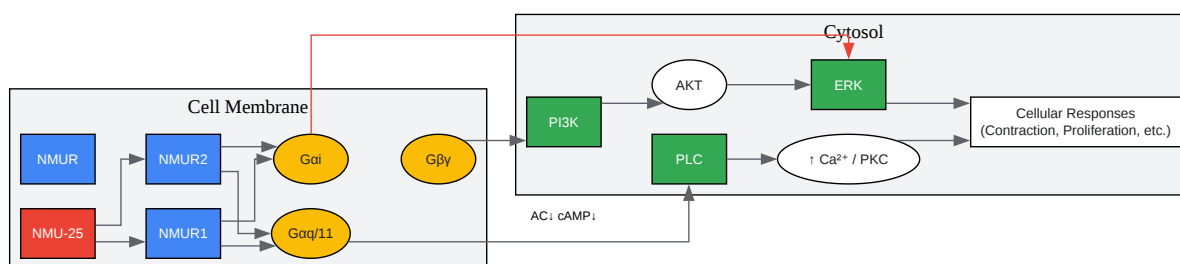 Cytosol
Cell Membrane
AKT
ERK
PI3K
Cellular Responses
(Contraction, Proliferation, etc.)
NMUR
NMUR2
Gαi
Gβγ
PLC
↑ Ca²⁺ / PKC
NMU-25
NMUR1
Gαq/11
AC↓ cAMP↓